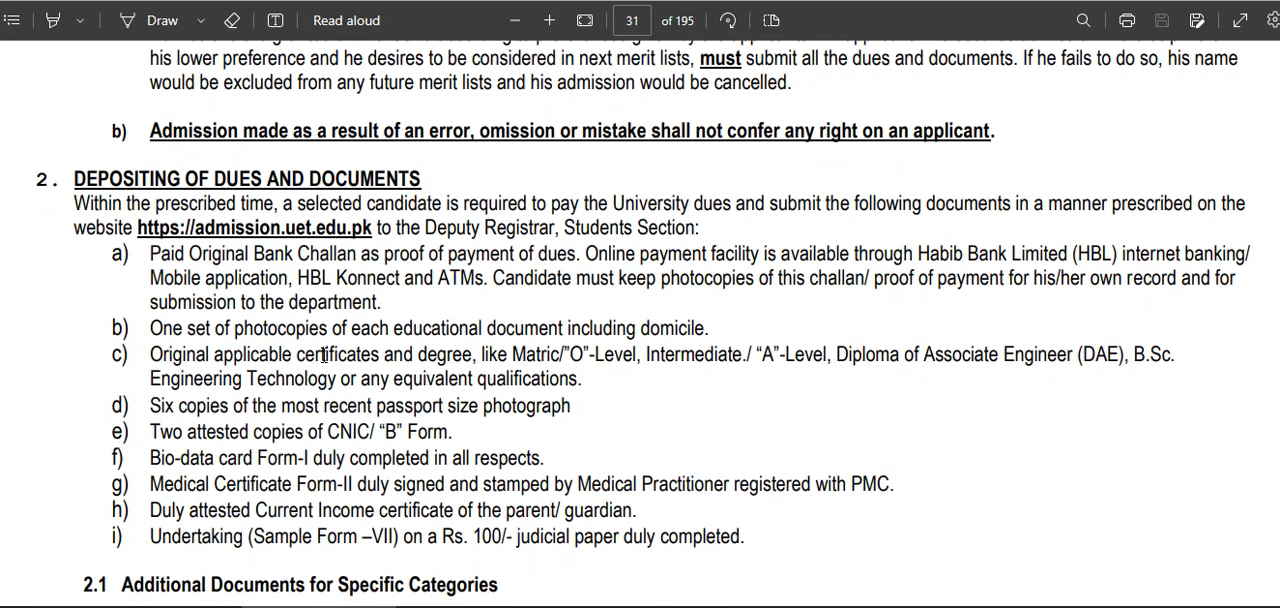 Draw
Read aloud
31 of 195
his lower preference and he desires to be considered in next merit lists, must submit all the dues and documents. If he fails to do so, his name
would be excluded from any future merit lists and his admission would be cancelled.
b) Admission made as a result of an error, omission or mistake shall not confer any right on an applicant.
2. DEPOSITING OF DUES AND DOCUMENTS
Within the prescribed time, a selected candidate is required to pay the University dues and submit the following documents in a manner prescribed on the
website https://admission.uet.edu.pk to the Deputy Registrar, Students Section:
a) Paid Original Bank Challan as proof of payment of dues. Online payment facility is available through Habib Bank Limited (HBL) internet banking/
Mobile application, HBL Konnect and ATMs. Candidate must keep photocopies of this challan/ proof of payment for his/her own record and for
submission to the department.
b) One set of photocopies of each educational document including domicile.
c) Original applicable certificates and degree, like Matric/”O”-Level, Intermediate./ “A”-Level, Diploma of Associate Engineer (DAE), B.Sc.
Engineering Technology or any equivalent qualifications.
d) Six copies of the most recent passport size photograph
e) Two attested copies of CNIC/ “B” Form.
f) Bio-data card Form-I duly completed in all respects.
g) Medical Certificate Form-II duly signed and stamped by Medical Practitioner registered with PMC.
h) Duly attested Current Income certificate of the parent/ guardian.
i) Undertaking (Sample Form –VII) on a Rs. 100/- judicial paper duly completed.
2.1 Additional Documents for Specific Categories